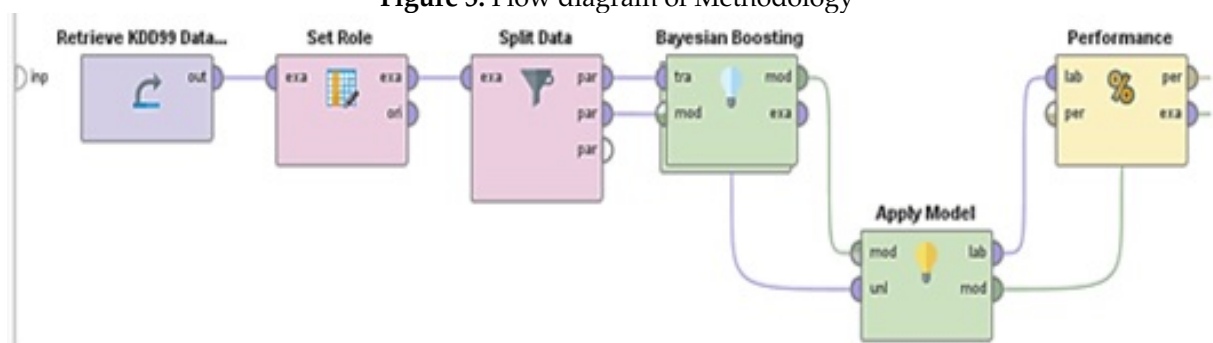 Figure 3. Flow diagram of Methodology
Retrieve KDD99 Data...
Set Role
Split Data
Bayesian Boosting
Performance
inp
out
exa
exa
ori
exa
par
par
par
tra
mod
mod
exa
lab
per
per
exa
Apply Model
mod
unl
lab
mod